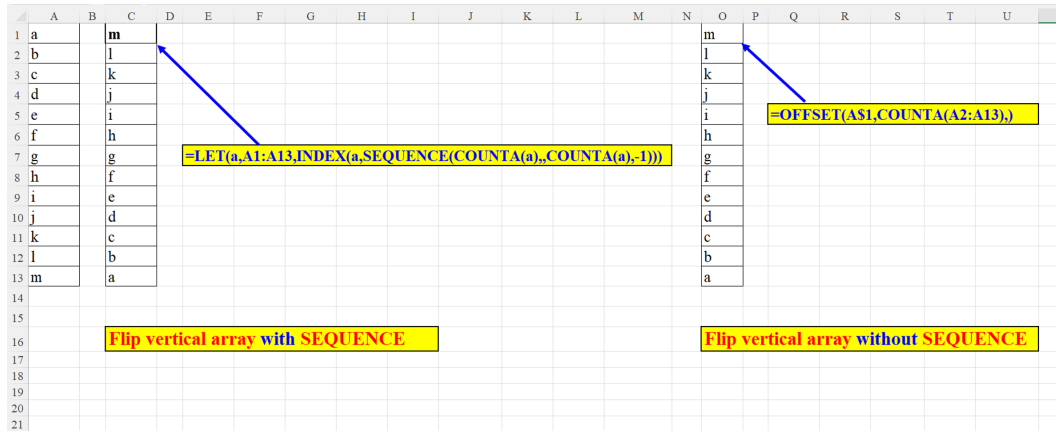 A B C D E F G H I J K L M N O P Q R S T U
1 a m m
2 b l l
3 c k k
4 d j j
5 e i i =OFFSET(A$1,COUNTA(A2:A13),)
6 f h h
7 g g =LET(a,A1:A13,INDEX(a,SEQUENCE(COUNTA(a),,COUNTA(a),-1))) g
8 h f f
9 i e e
10 j d d
11 k c c
12 l b b
13 m a a
14
15
16 Flip vertical array with SEQUENCE Flip vertical array without SEQUENCE
17
18
19
20
21